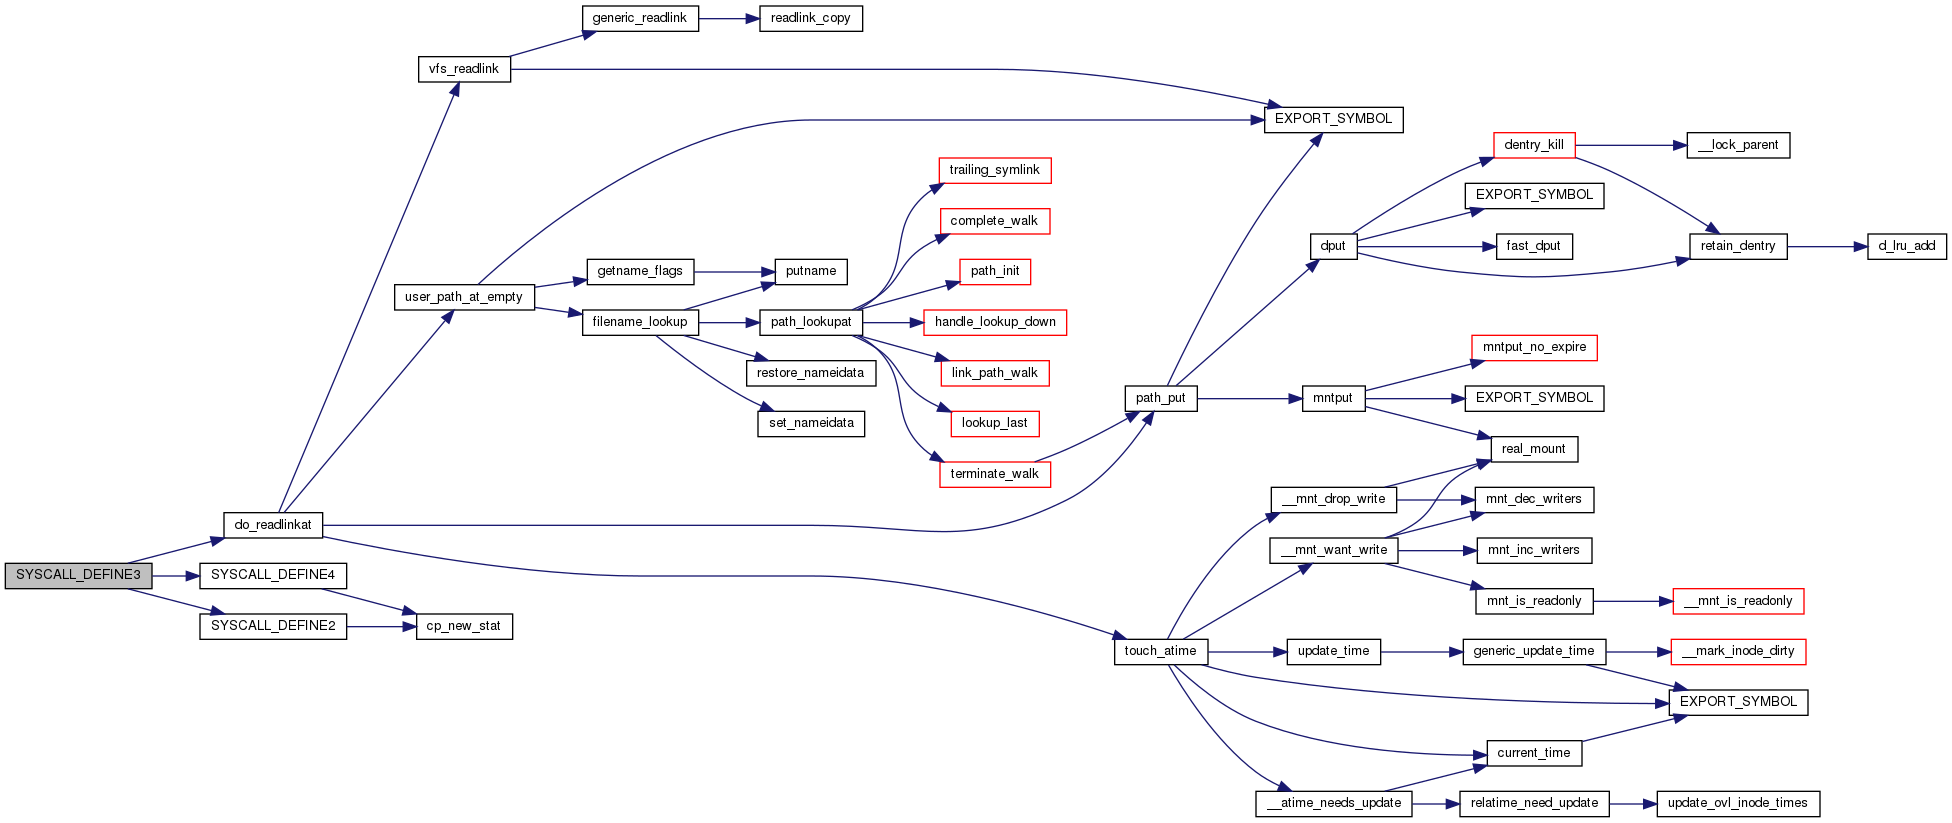 generic_readlink
readlink_copy
vfs_readlink
EXPORT_SYMBOL
dentry_kill
__lock_parent
trailing_symlink
EXPORT_SYMBOL
complete_walk
dput
fast_dput
retain_dentry
d_lru_add
getname_flags
putname
path_init
user_path_at_empty
filename_lookup
path_lookupat
handle_lookup_down
mntput_no_expire
restore_nameidata
link_path_walk
path_put
mntput
EXPORT_SYMBOL
set_nameidata
lookup_last
real_mount
terminate_walk
__mnt_drop_write
mnt_dec_writers
do_readlinkat
__mnt_want_write
mnt_inc_writers
SYSCALL_DEFINE3
SYSCALL_DEFINE4
mnt_is_readonly
__mnt_is_readonly
SYSCALL_DEFINE2
cp_new_stat
touch_atime
update_time
generic_update_time
__mark_inode_dirty
EXPORT_SYMBOL
current_time
__atime_needs_update
relatime_need_update
update_ovl_inode_times